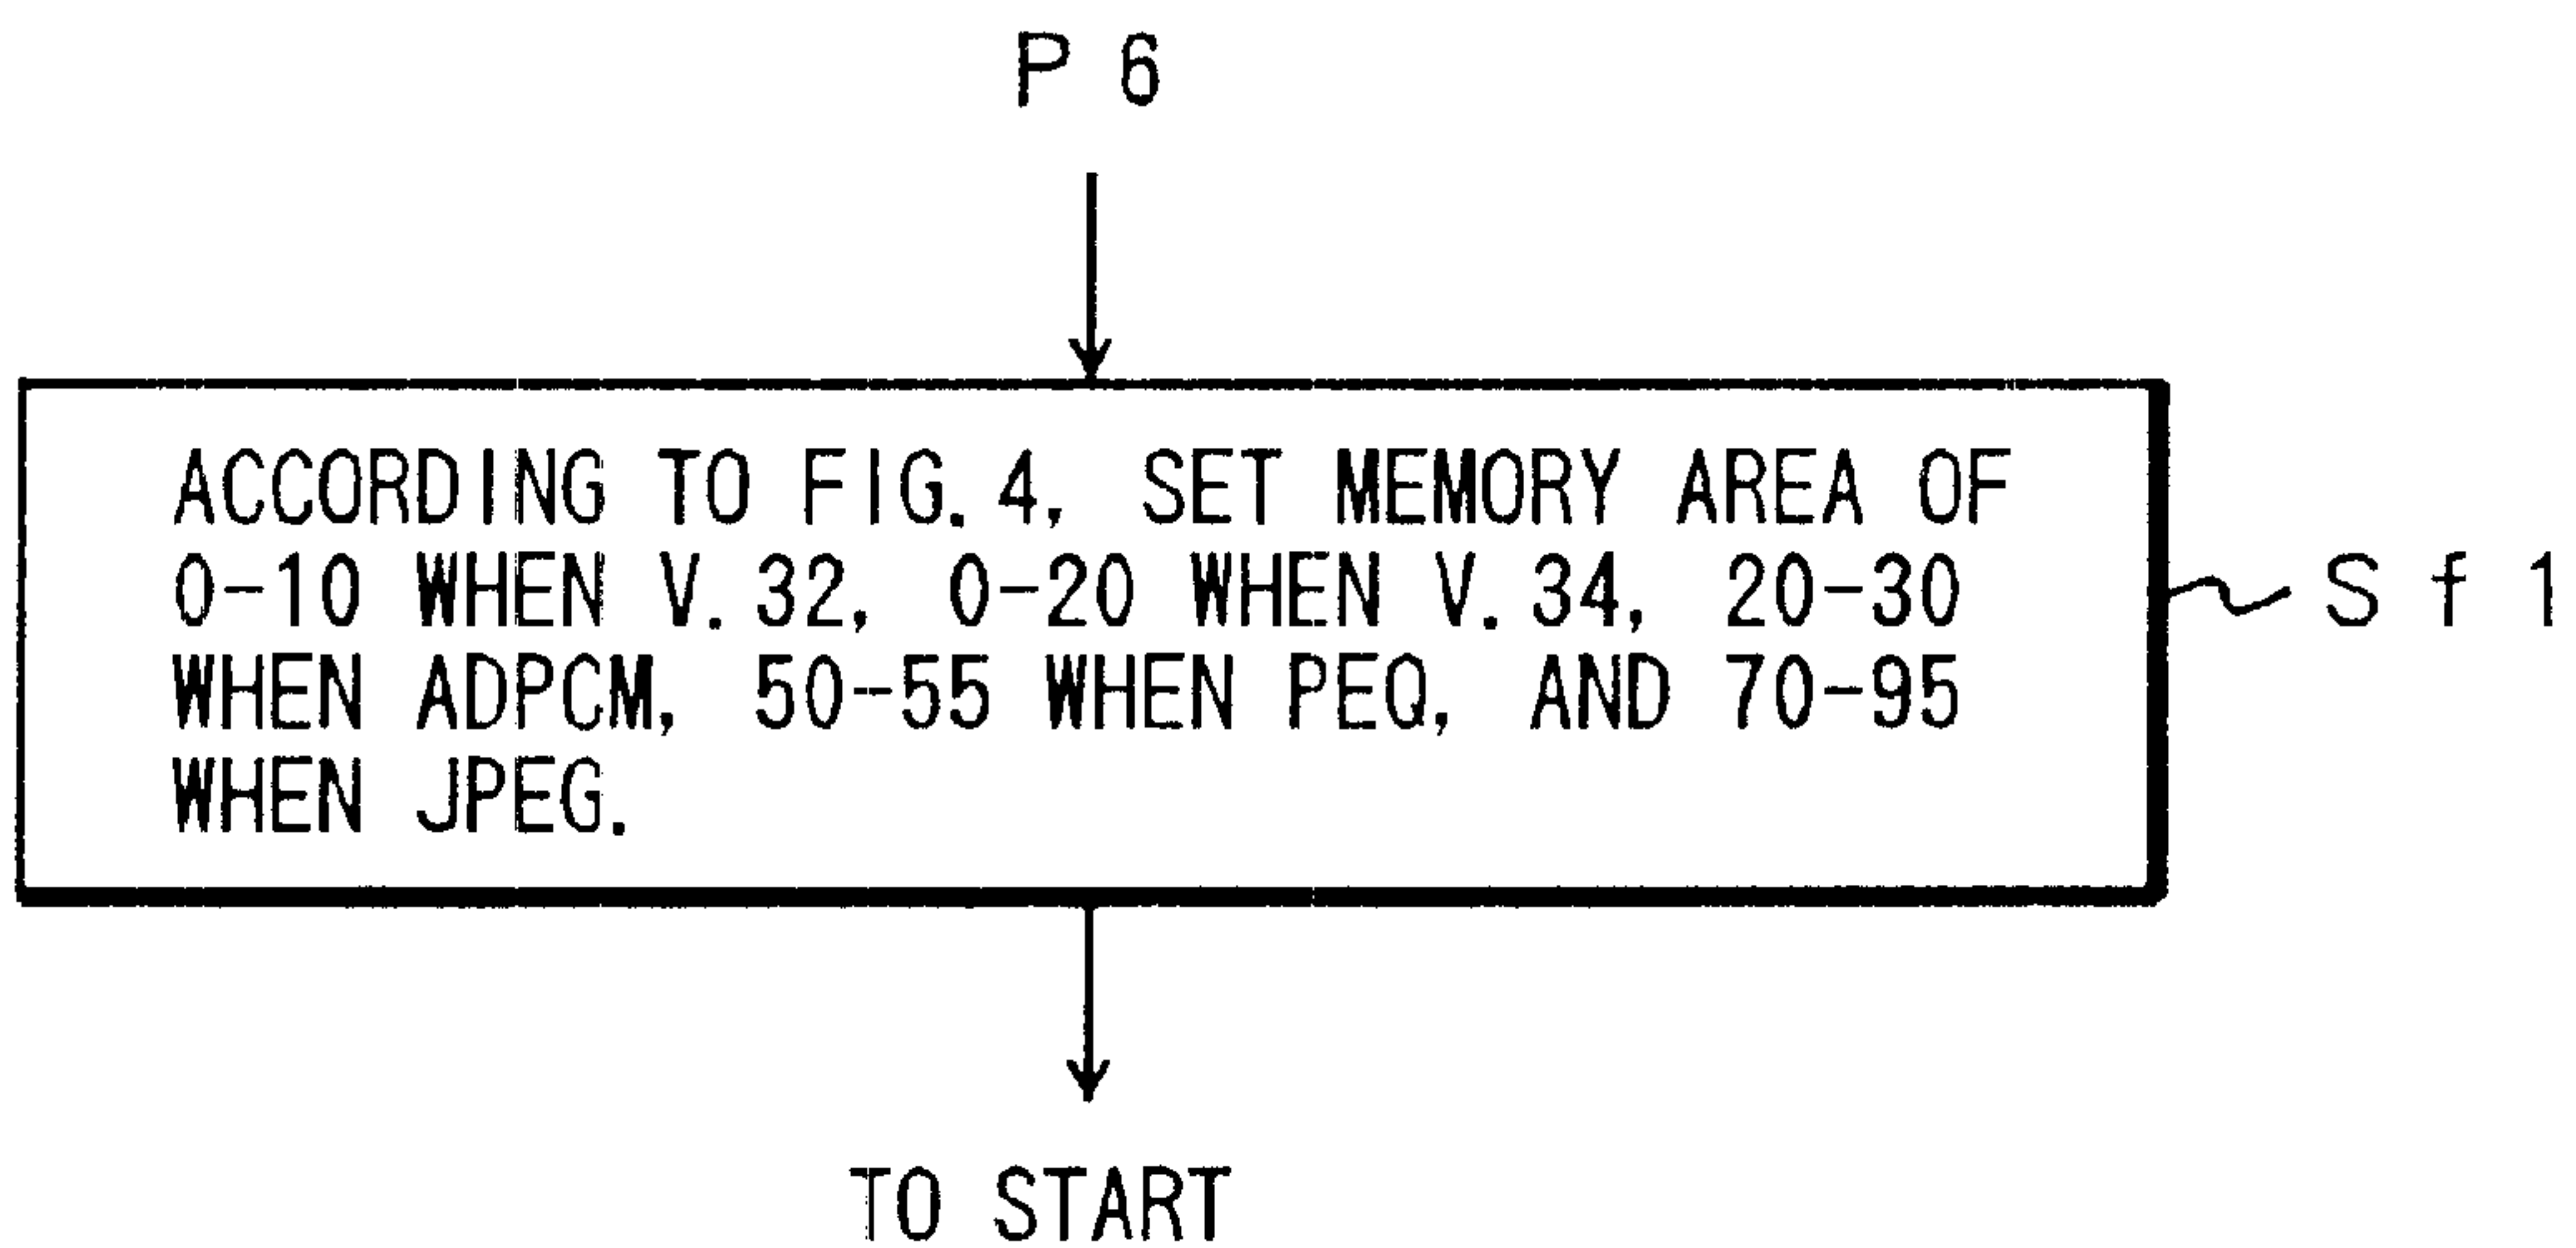 P 6
ACCORDING TO FIG. 4, SET MEMORY AREA OF
0-10 WHEN V. 32, 0-20 WHEN V. 34, 20-30
WHEN ADPCM, 50-55 WHEN PEQ, AND 70-95
WHEN JPEG.
S f 1
TO START